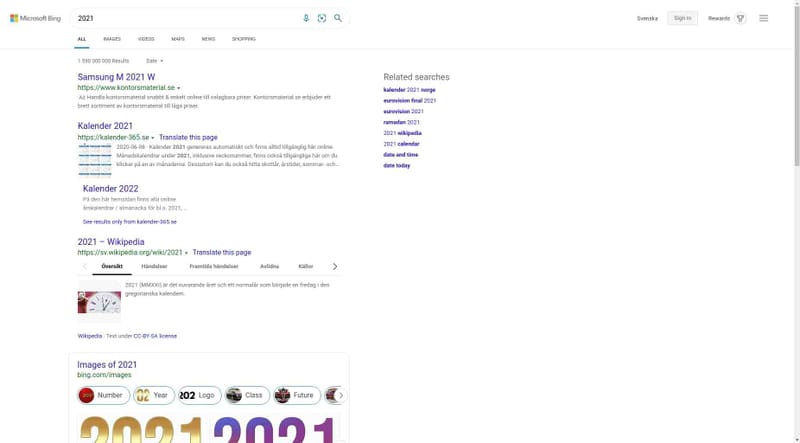 Microsoft Bing
2021
Svenska
Sign in
Rewards
ALL
IMAGES
VIDEOS
MAPS
NEWS
SHOPPING
Date
Samsung M 2021 W
https://www.kontorsmaterial.se
Ad Handla kontorsmaterial snabbt & enkelt online till oslagbara priser. Kontorsmaterial.se erbjuder ett
brett sortiment av kontorsmaterial till låga priser.
Kalender 2021
https://kalender-365.se
Translate this page
2020-06-08 · Kalender 2021 genereras automatiskt och finns alltid tillgänglig här online.
Månadskalendrar under 2021, inklusive veckonummer, finns också tillgängliga här om du
klickar på en av månaderna. Dessutom kan du också hitta skottår, årstider, sommar- och...
Kalender 2022
På den här hemsidan finns alla online
årskalendrar / almanacka för bl.a. 2021, ...
See results only from kalender-365.se
2021 – Wikipedia
https://sv.wikipedia.org/wiki/2021
Translate this page
Översikt
Händelser
Framtida händelser
Avlidna
Källor
2021 (MMXXI) är det nuvarande året och ett normalår som började en fredag i den
gregorianska kalendern.
Wikipedia · Text under CC-BY-SA license
Images of 2021
bing.com/images
Number
Year
Logo
Class
Future
2021
2021
Related searches
kalender 2021 norge
eurovision final 2021
eurovision 2021
ramadan 2021
2021 wikipedia
2021 calendar
date and time
date today